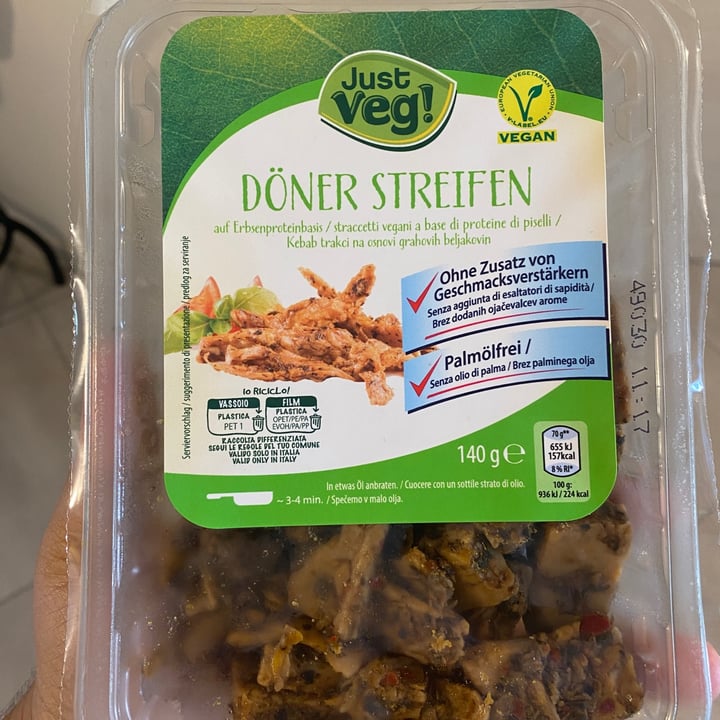 Just
Veg!
EUROPEAN VEGETARIAN UNION
V-LABEL.EU
VEGAN
DÖNER STREIFEN
auf Erbsenproteinbasis / straccetti vegani a base di proteine di piselli /
Kebab trakci na osnovi grahovih beljakovin
Ohne Zusatz von
Geschmacksverstärkern
Senza aggiunta di esaltatori di sapidità/
Brez dodanih ojačevalcev arome
Palmölfrei /
Senza olio di palma / Brez palminega olja
Serviervorschlag / suggerimento di presentazione / predlog za serviranje
IO RICICLO!
VASSOIO
PLASTICA
PET 1
FILM
PLASTICA
OPET/PE/PA
EVOH/PA/PP
RACCOLTA DIFFERENZIATA
SEGUI LE REGOLE DEL TUO COMUNE
VALIDO SOLO IN ITALIA
VALID ONLY IN ITALY
140 g e
70 g**
655 kJ
157kcal
8 % RI*
100 g:
936 kJ / 224 kcal
In etwas Öl anbraten. / Cuocere con un sottile strato di olio.
~ 3-4 min. / Spečemo v malo olja.
43030 11:17